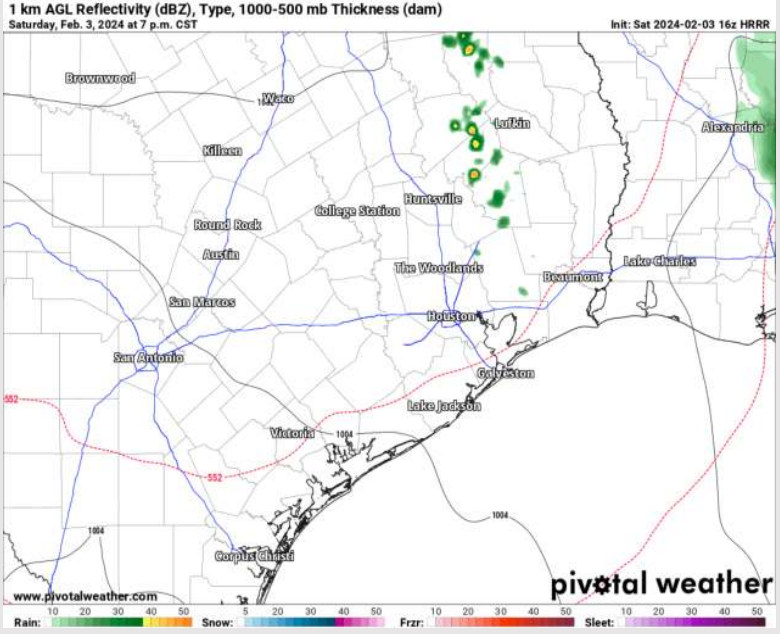 1 km AGL Reflectivity (dBZ), Type, 1000-500 mb Thickness (dam)
Saturday, Feb. 3, 2024 at 7 p.m. CST Init: Sat 2024-02-03 16z HRRR
Brownwood
Waco
Lufkin
Alexandria
Killeen
Huntsville
College Station
Round Rock
Austin
The Woodlands
Lake Charles
Beaumont
San Marcos
Houston
San Antonio
Galveston
552
Lake Jackson
Victoria
1004
552
1004
1004
Corpus Christi
www.pivotalweather.com pivotal weather
Rain: 10 20 30 40 50 Snow: 5 10 20 30 40 50 Frzr: 10 20 30 40 50 Sleet: 10 20 30 40 50